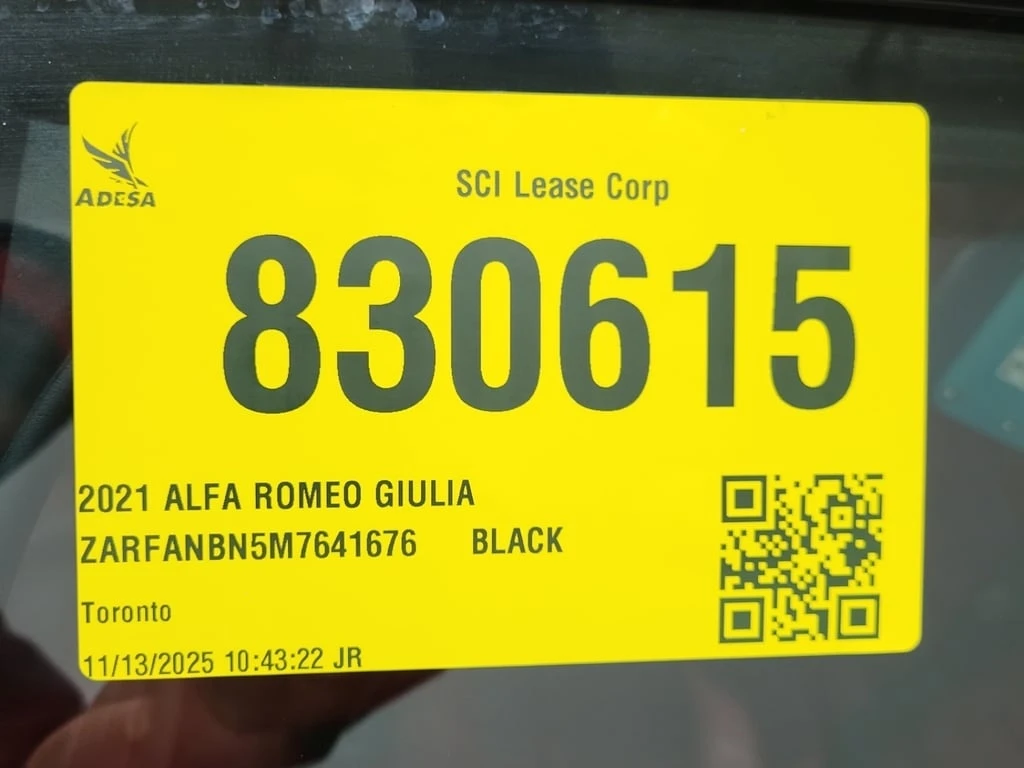 ADESA
SCI Lease Corp
830615
2021 ALFA ROMEO GIULIA
ZARFANBN5M7641676 BLACK
Toronto
11/13/2025 10:43:22 JR